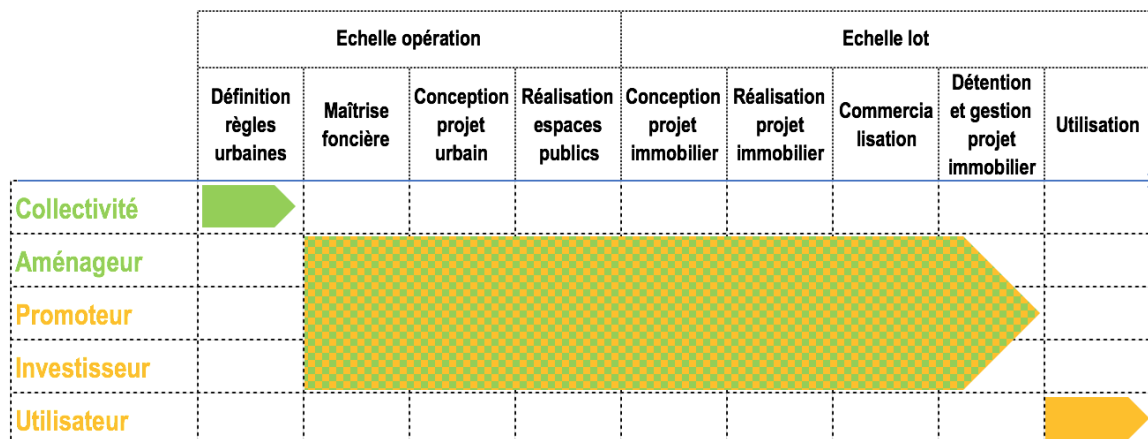 Echelle opération
Echelle lot
Définition
règles
urbaines
Maîtrise
foncière
Conception
projet
urbain
Réalisation
espaces
publics
Conception
projet
immobilier
Réalisation
projet
immobilier
Commercia
lisation
Détention
et gestion
projet
immobilier
Utilisation
Collectivité
Aménageur
Promoteur
Investisseur
Utilisateur